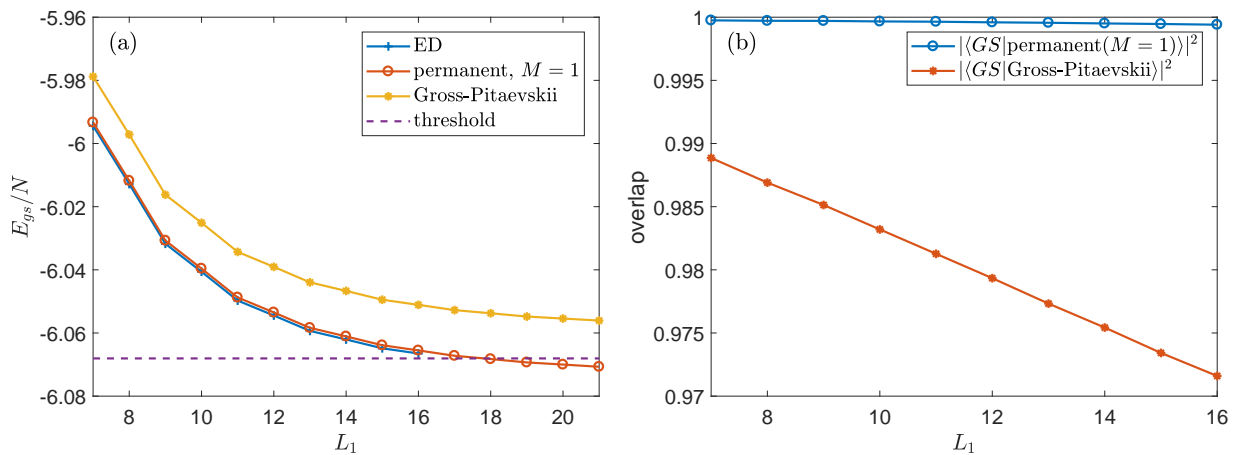 -5.96
-5.98
-6
-6.02
-6.04
-6.06
-6.08
E_{gs}/N
(a)
ED
permanent, M = 1
Gross-Pitaevskii
threshold
8 10 12 14 16 18 20
L_1
1
0.995
0.99
0.985
0.98
0.975
0.97
overlap
(b)
|⟨GS|permanent(M = 1)⟩|^2
|⟨GS|Gross-Pitaevskii⟩|^2
8 10 12 14 16
L_1